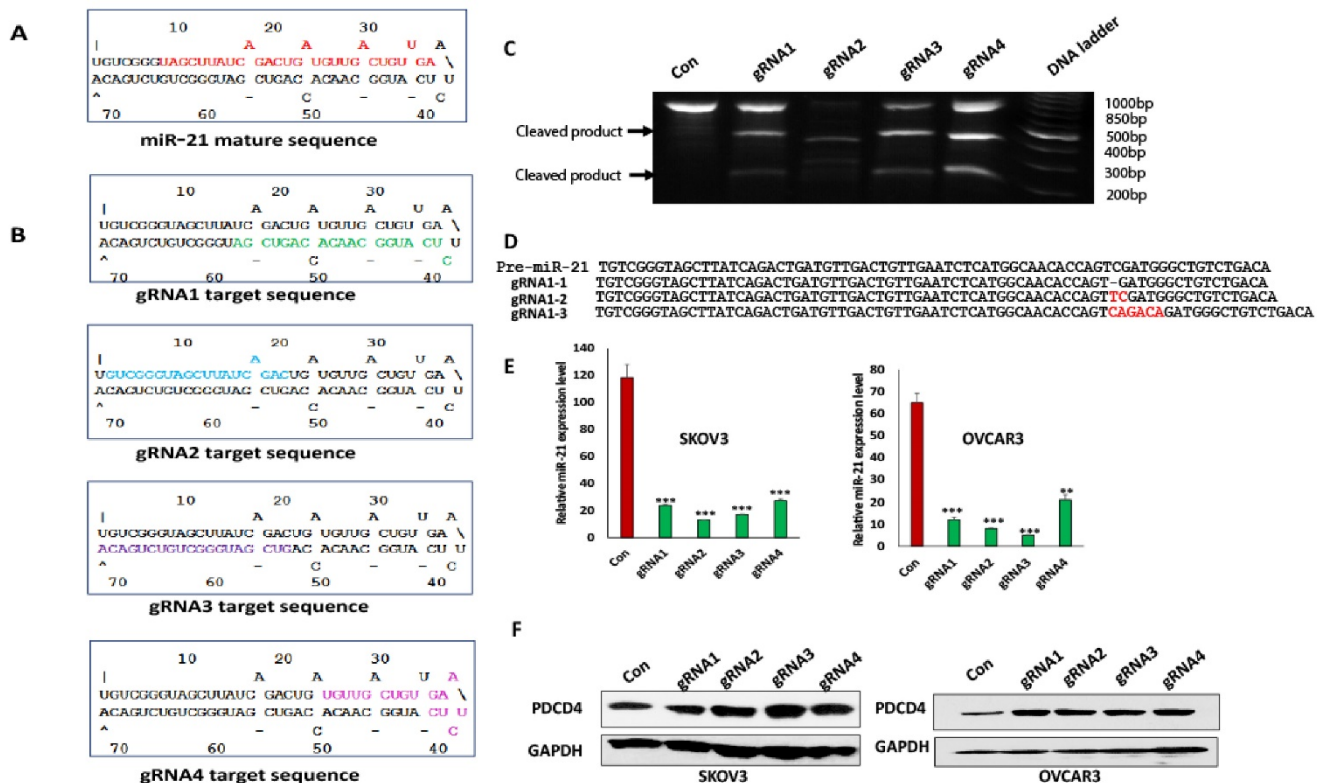 A
10 20 30
| A A A U A
UGUCGGGUAGCUUAUC GACUG UGUUG CUGUG GA \
ACAGUCUGUCGGGUAG CUGAC ACAAC GGUA CU U
^ - C - - C
70 60 50 40
miR-21 mature sequence
B
10 20 30
| A A A U A
UGUCGGGUAGCUUAUC GACUG UGUUG CUGU GA \
ACAGUCUGUCGGGUAG CUGAC ACAAC GGUA CU U
^ - C - - C
70 60 50 40
gRNA1 target sequence
10 20 30
| A A A U A
UGUCGGGUAGCUUAUC GACUG UGUUG CUGU GA \
ACAGUCUGUCGGGUAG CUGAC ACAAC GGUA CU U
^ - C - - C
70 60 50 40
gRNA2 target sequence
10 20 30
| A A A U A
UGUCGGGUAGCUUAUC GACUG UGUUG CUGU GA \
ACAGUCUGUCGGGUAG CUGAC ACAAC GGUA CU U
^ - C - - C
70 60 50 40
gRNA3 target sequence
10 20 30
| A A A U A
UGUCGGGUAGCUUAUC GACUG UGUUG CUGU GA \
ACAGUCUGUCGGGUAG CUGAC ACAAC GGUA CU U
^ - C - - C
70 60 50 40
gRNA4 target sequence
C
Con gRNA1 gRNA2 gRNA3 gRNA4 DNA ladder
1000bp
850bp
Cleaved product 500bp
400bp
Cleaved product 300bp
200bp
D
Pre-miR-21 TGTCGGGTAGCTTATCAGACTGATGTTGACTGTTGAATCTCATGGCAACACCAGTCGATGGGCTGTCTGACA
gRNA1-1 TGTCGGGTAGCTTATCAGACTGATGTTGACTGTTGAATCTCATGGCAACACCAGT-GATGGGCTGTCTGACA
gRNA1-2 TGTCGGGTAGCTTATCAGACTGATGTTGACTGTTGAATCTCATGGCAACACCAGTTCGATGGGCTGTCTGACA
gRNA1-3 TGTCGGGTAGCTTATCAGACTGATGTTGACTGTTGAATCTCATGGCAACACCAGTCAGACAGATGGGCTGTCTGACA
E
Relative miR-21 expression level
140
120
100
80
60
40
20
0
SKOV3
*** *** *** ***
Con gRNA1 gRNA2 gRNA3 gRNA4
Relative miR-21 expression level
80
70
60
50
40
30
20
10
0
OVCAR3
*** *** *** **
Con gRNA1 gRNA2 gRNA3 gRNA4
F
Con gRNA1 gRNA2 gRNA3 gRNA4
PDCD4
GAPDH
SKOV3
Con gRNA1 gRNA2 gRNA3 gRNA4
PDCD4
GAPDH
OVCAR3